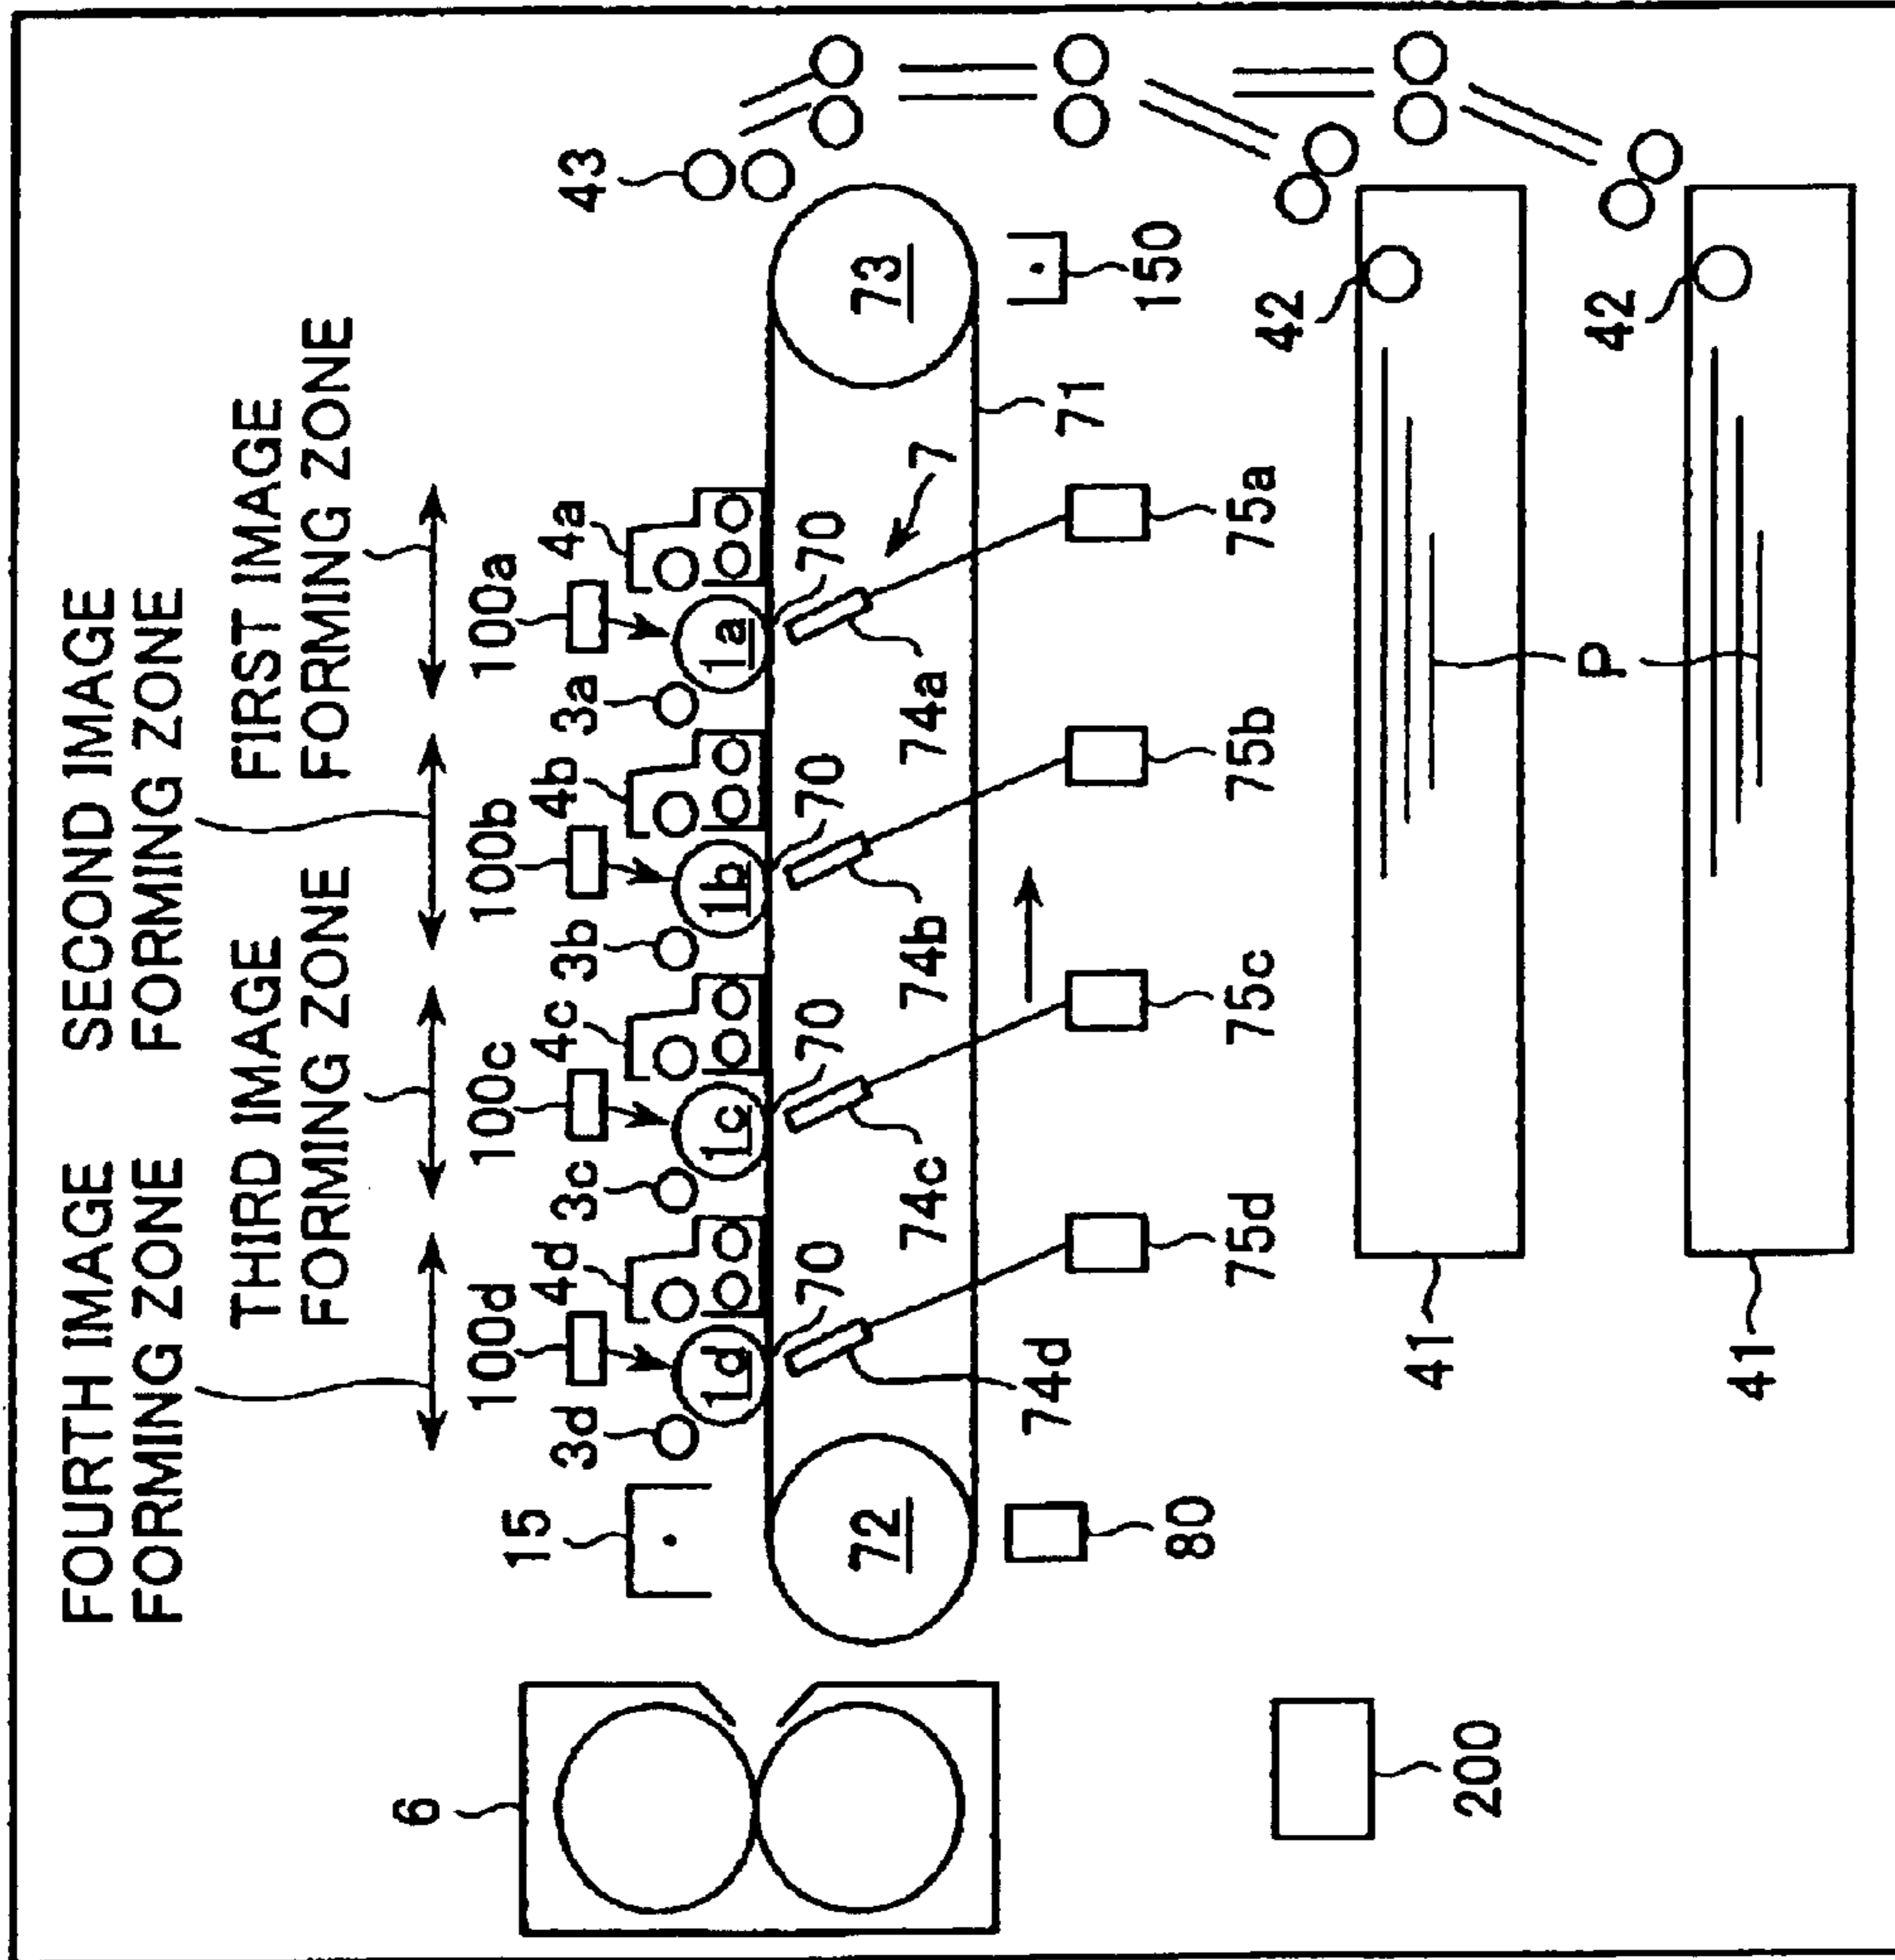 FOURTH IMAGE
FORMING ZONE
SECOND IMAGE
FORMING ZONE
THIRD IMAGE
FORMING ZONE
FIRST IMAGE
FORMING ZONE
6
15
3d
100d
4d
3c
100c
4c
3b
100b
4b
3a
100a
4a
43
1d
1c
1b
1a
70
70
70
70
72
73
7
74d
74c
74b
74a
71
80
75d
75c
75b
75a
150
200
41
42
P
41
42